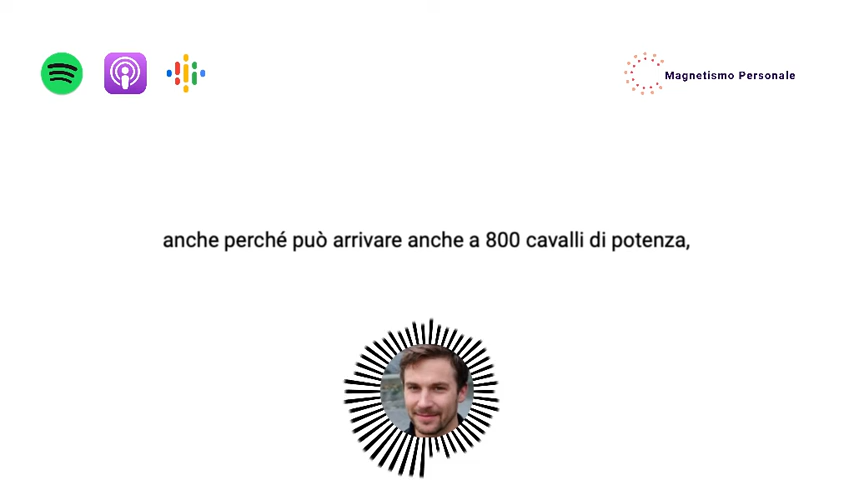 Magnetismo Personale
anche perché può arrivare anche a 800 cavalli di potenza,